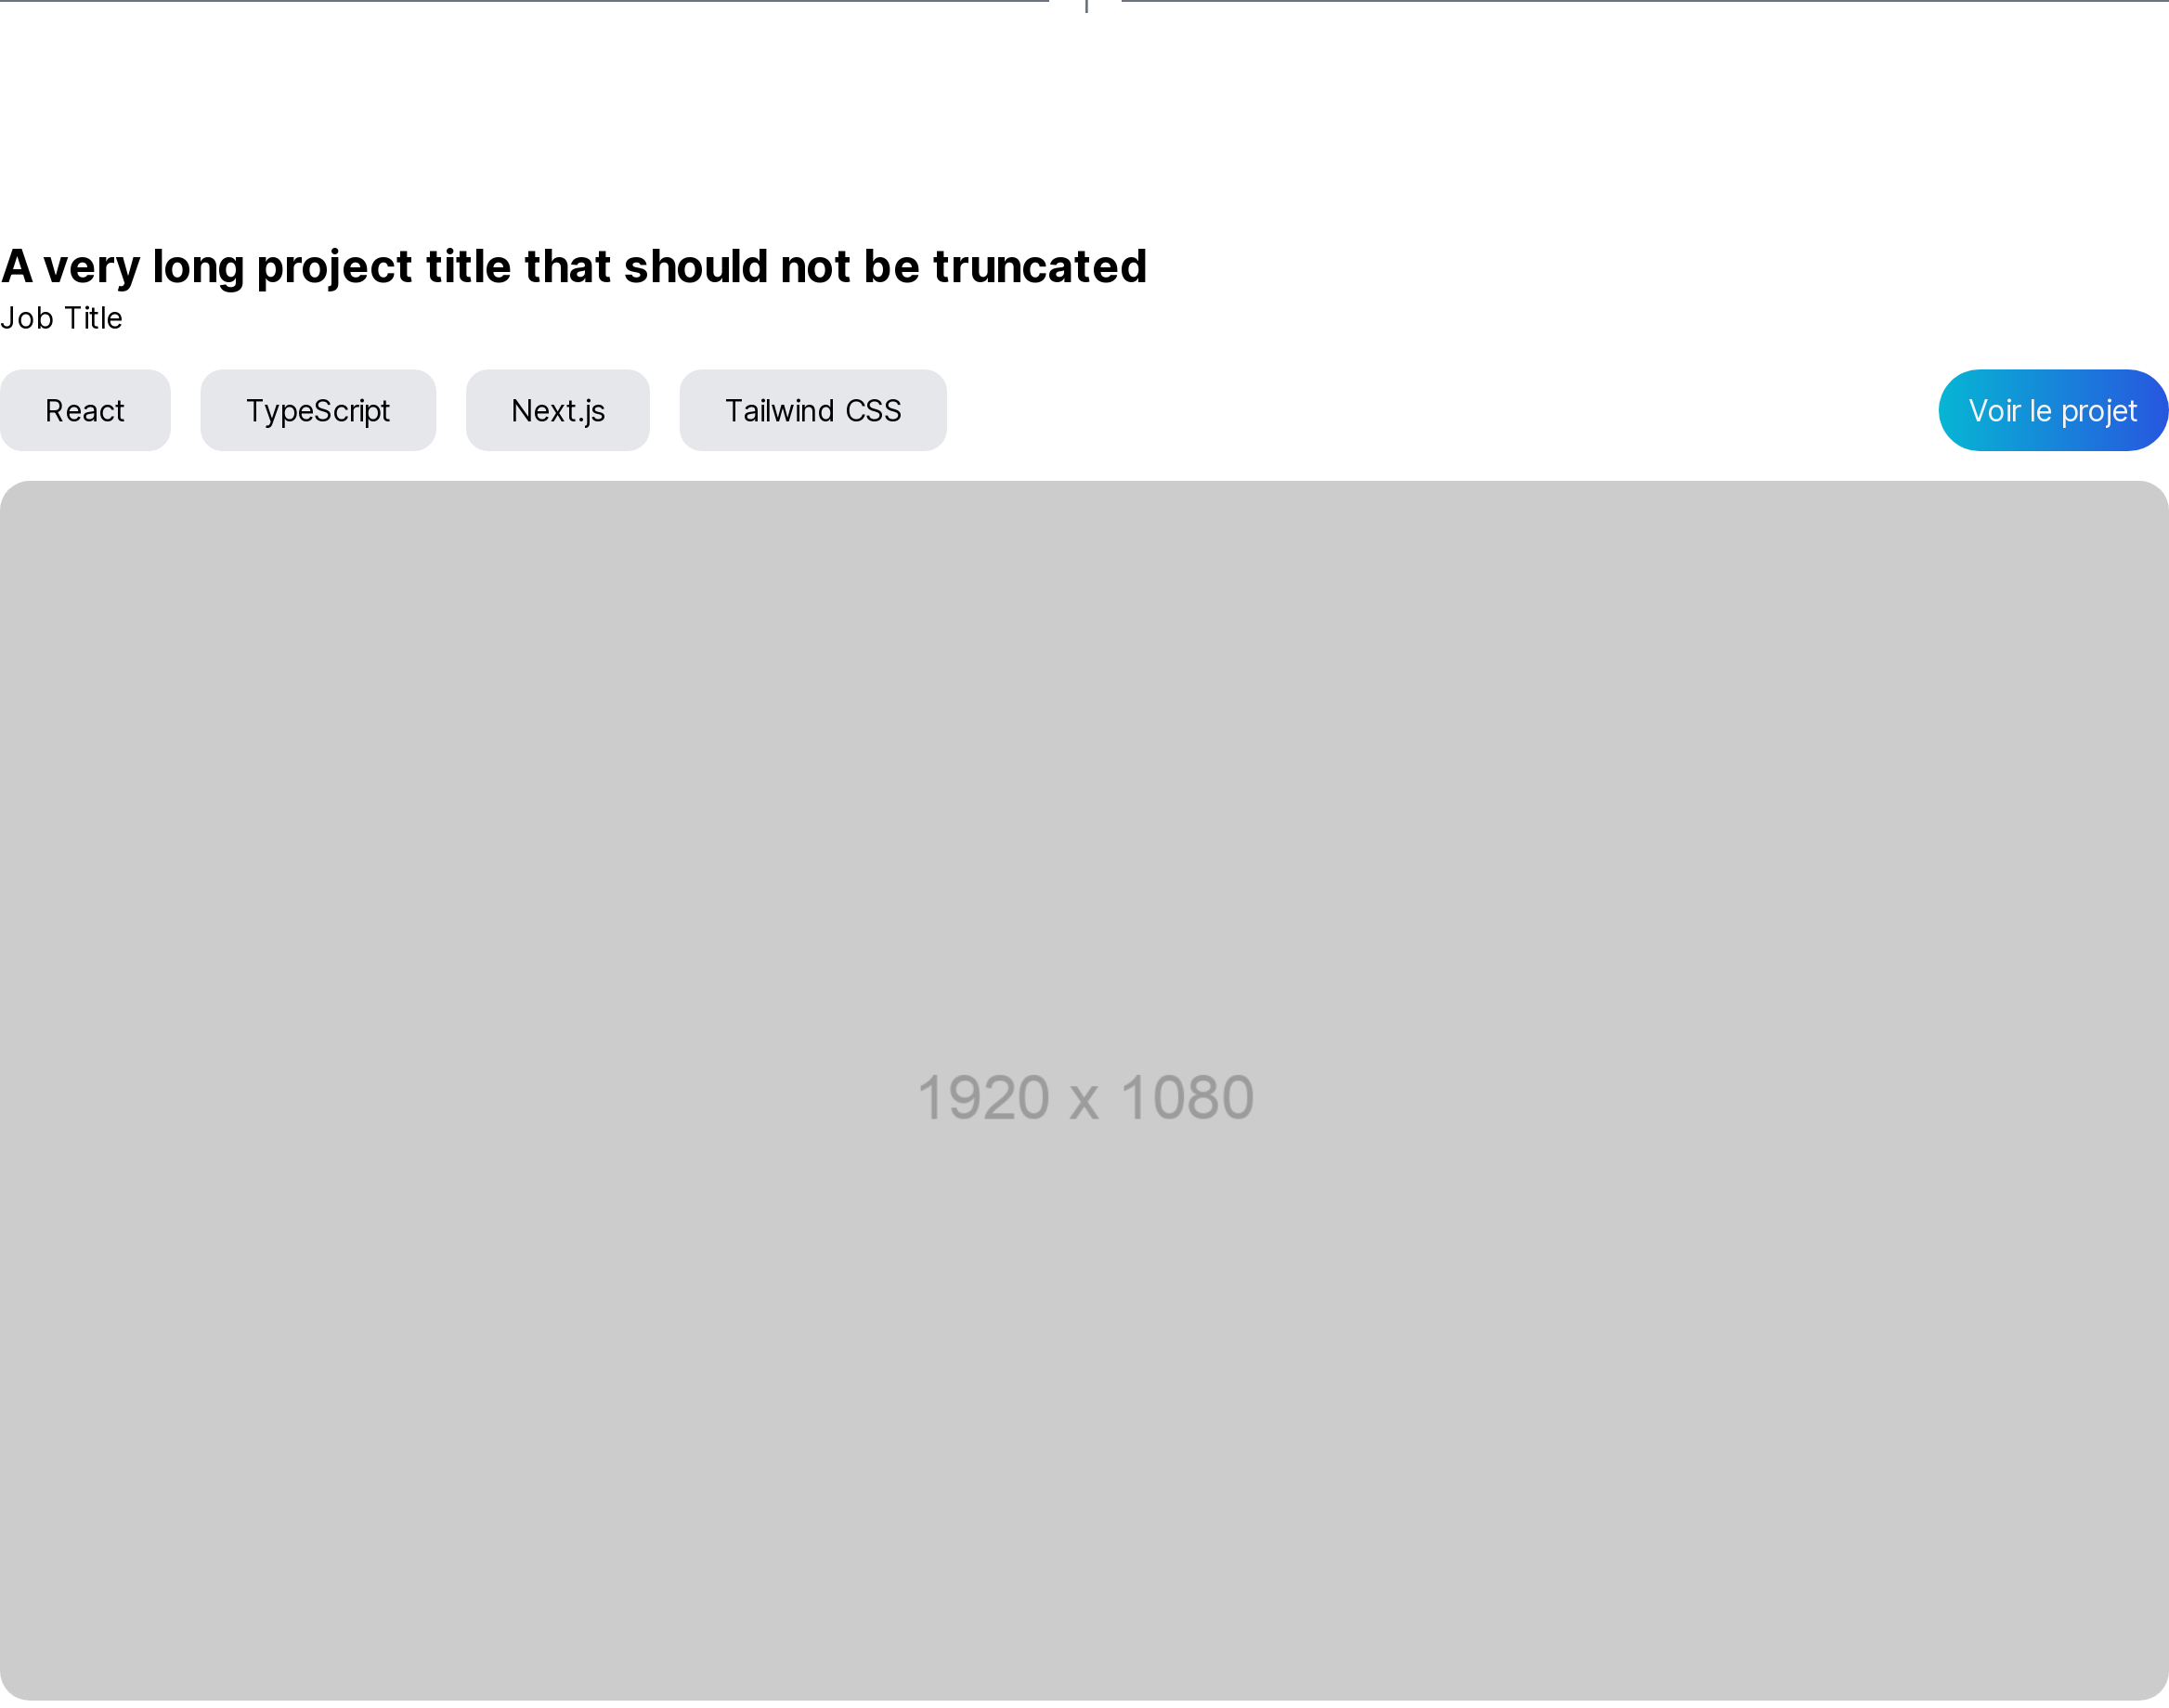 A very long project title that should not be truncated
Job Title
React TypeScript Next.js Tailwind CSS Voir le projet
1920 x 1080